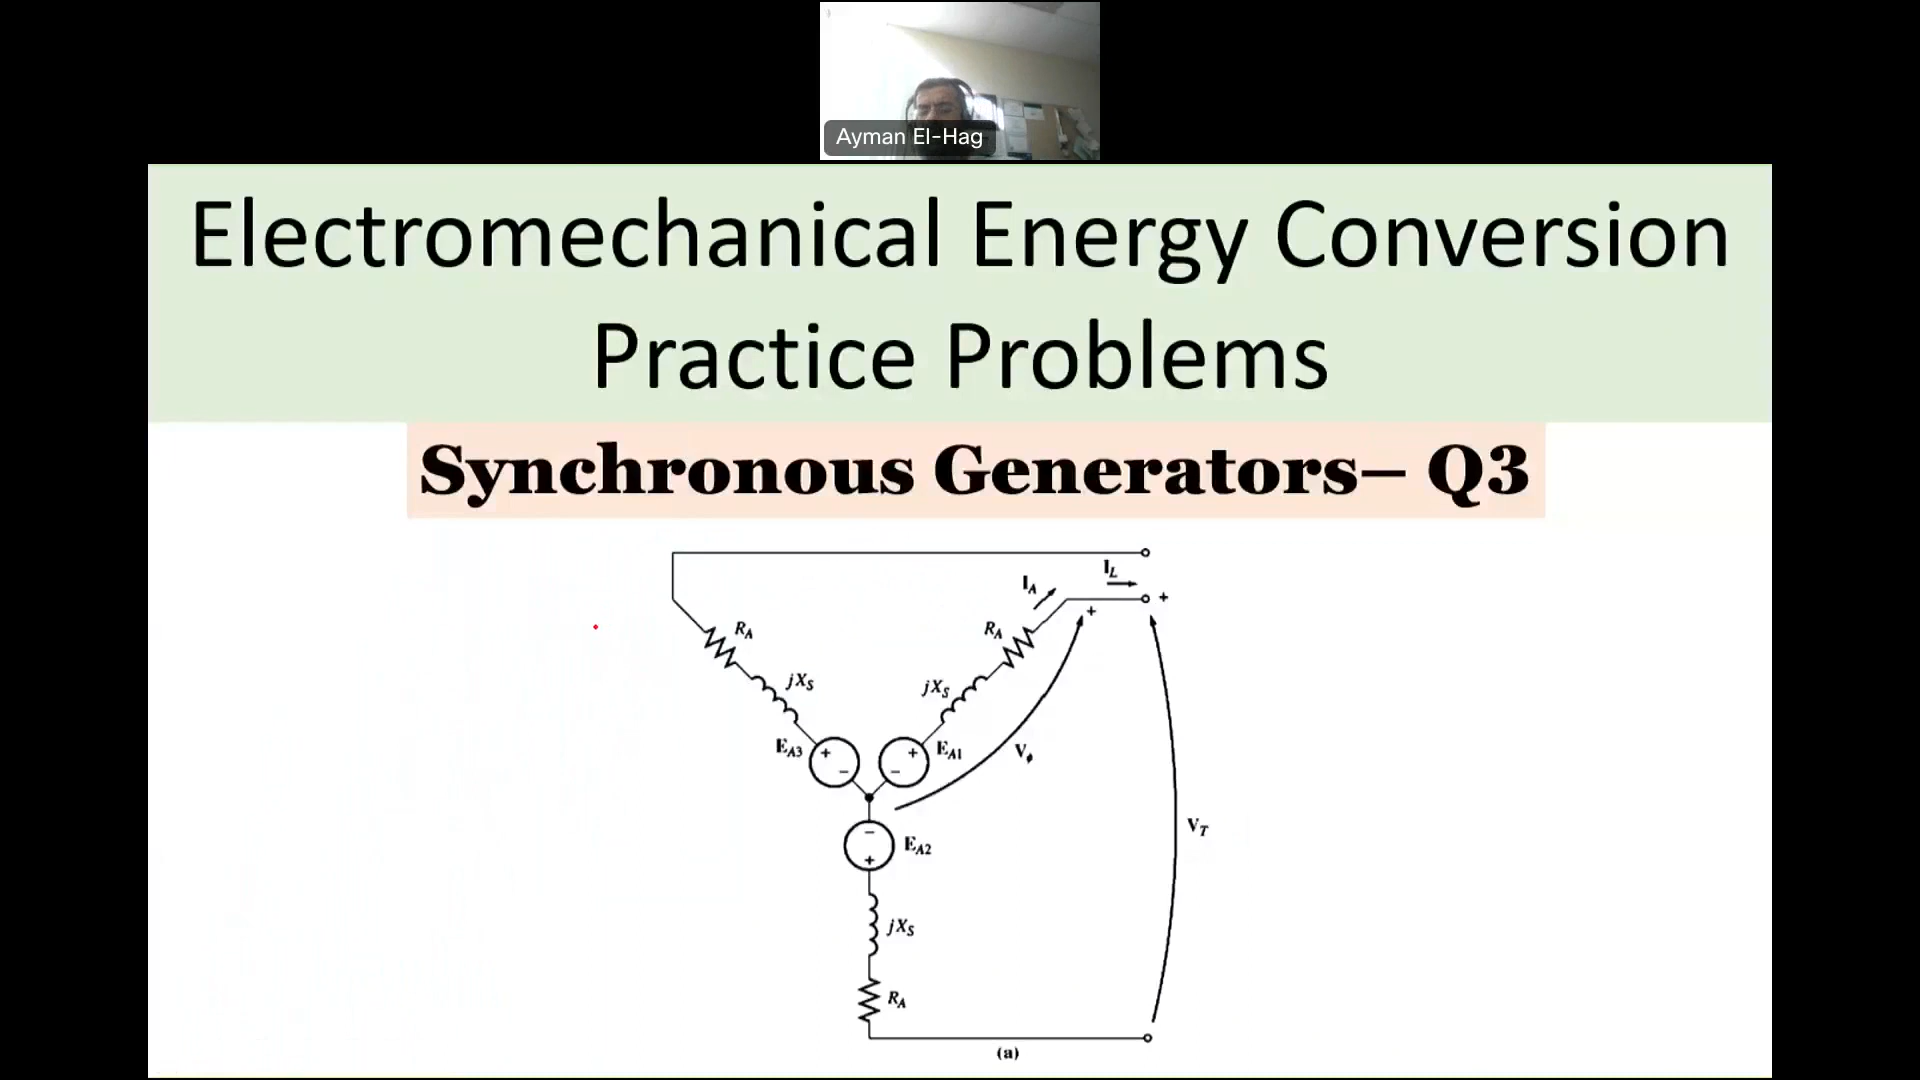 Ayman El-Hag
Electromechanical Energy Conversion
Practice Problems
Synchronous Generators– Q3
I_L
I_A
+
+
R_A
R_A
jX_S
jX_S
E_A3
+
−
+
−
E_A1
V_ϕ
−
+
E_A2
V_T
jX_S
R_A
(a)